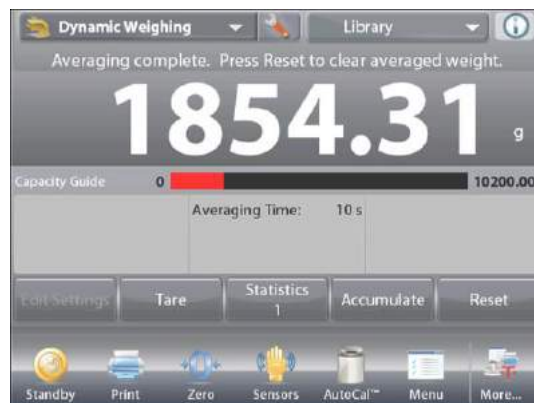 Dynamic Weighing Library
Averaging complete. Press Reset to clear averaged weight.
1854.31 g
Capacity Guide 0 10200.00
Averaging Time: 10 s
Edit Settings Tare Statistics 1 Accumulate Reset
Standby Print Zero Sensors AutoCal™ Menu More...